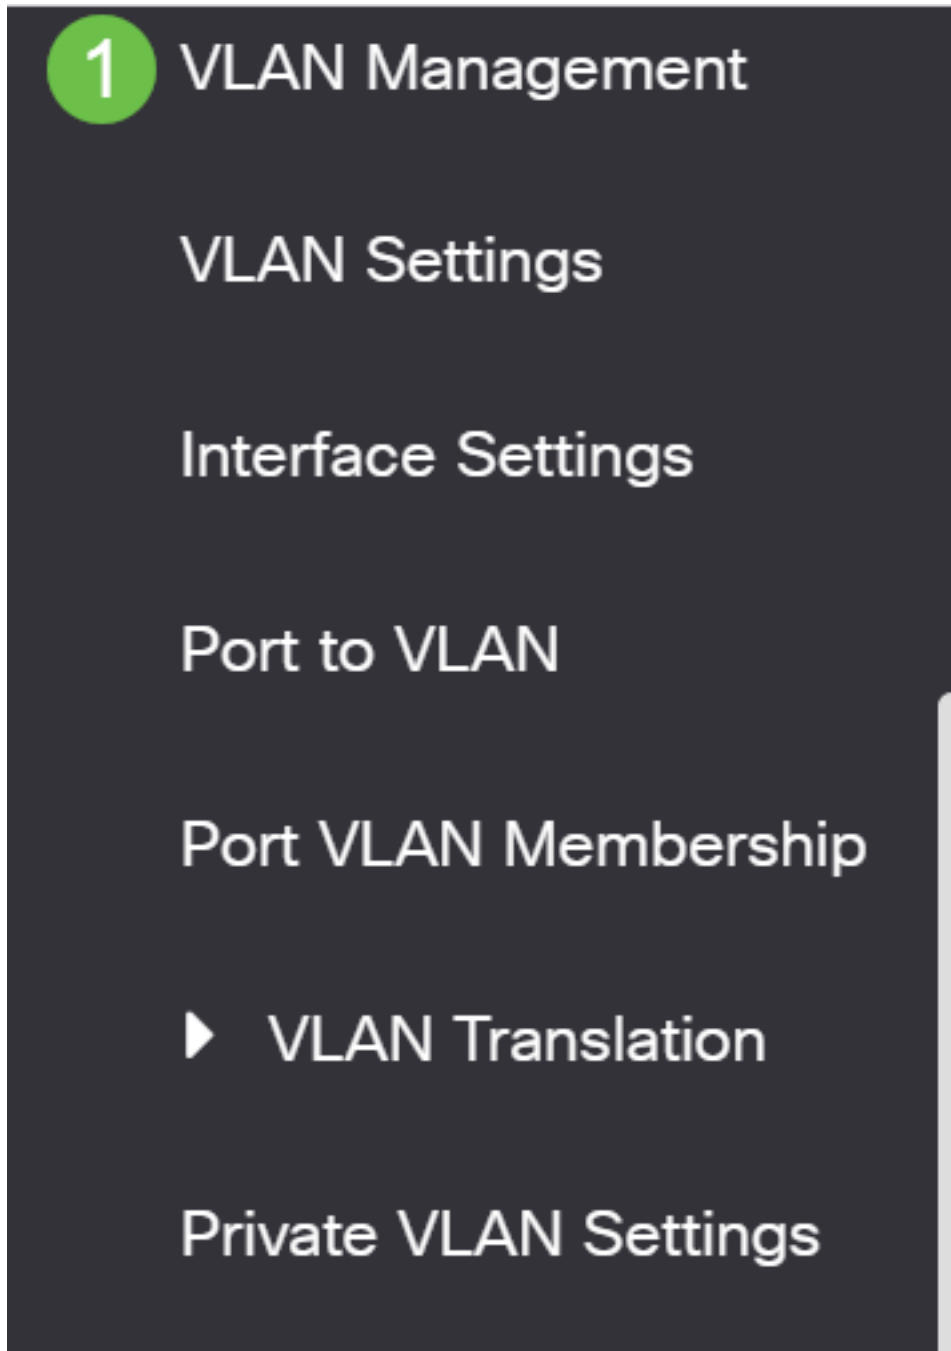 1 VLAN Management
VLAN Settings
Interface Settings
Port to VLAN
Port VLAN Membership
VLAN Translation
Private VLAN Settings